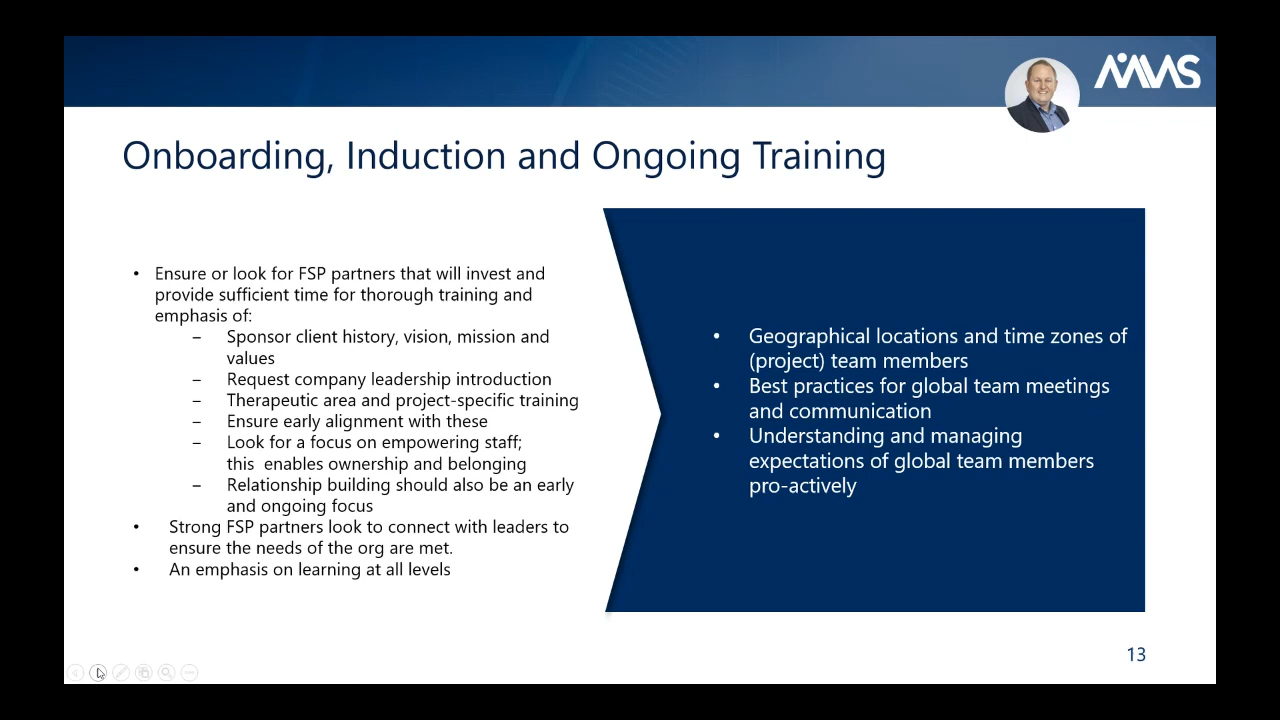 MMS
Onboarding, Induction and Ongoing Training
• Ensure or look for FSP partners that will invest and
provide sufficient time for thorough training and
emphasis of:
– Sponsor client history, vision, mission and
values
– Request company leadership introduction
– Therapeutic area and project-specific training
– Ensure early alignment with these
– Look for a focus on empowering staff;
this  enables ownership and belonging
– Relationship building should also be an early
and ongoing focus
• Strong FSP partners look to connect with leaders to
ensure the needs of the org are met.
• An emphasis on learning at all levels
• Geographical locations and time zones of
(project) team members
• Best practices for global team meetings
and communication
• Understanding and managing
expectations of global team members
pro-actively
13